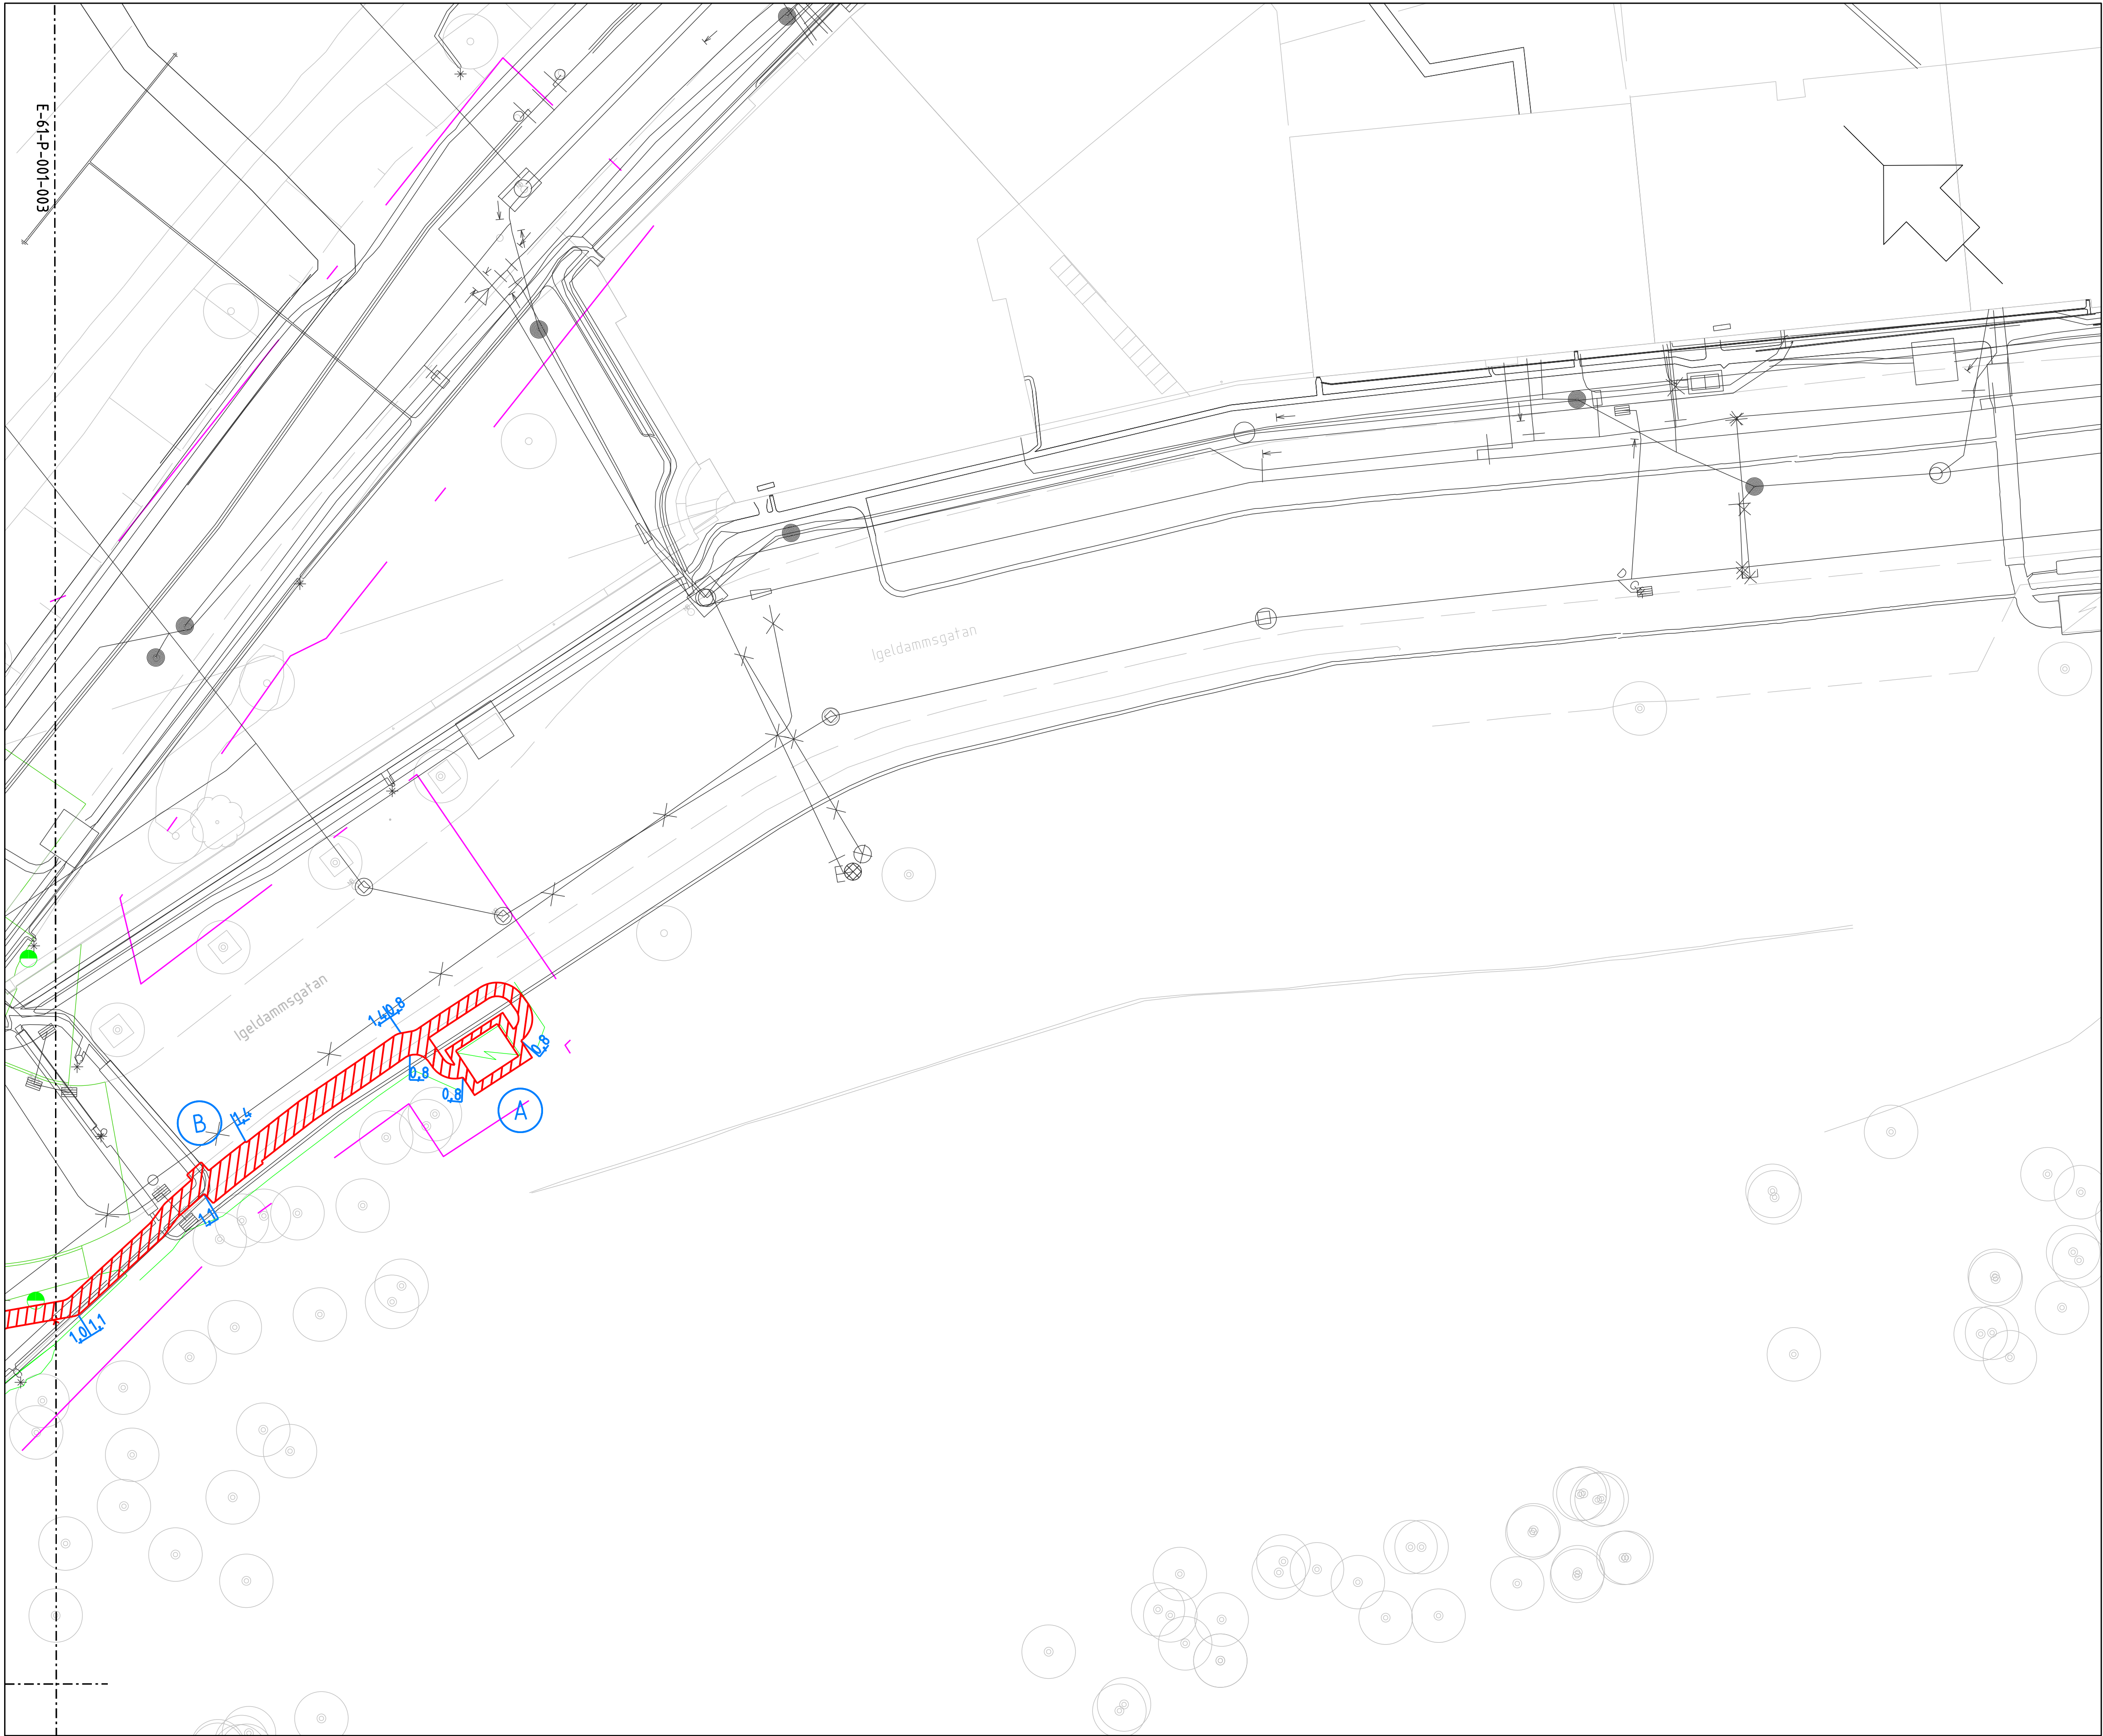 E-61-P-001-003
Igeldammsgatan
Igeldammsgatan
1,4
0,8
0,8
0,8
0,8
A
B
1,4
1,1
1,0
1,1